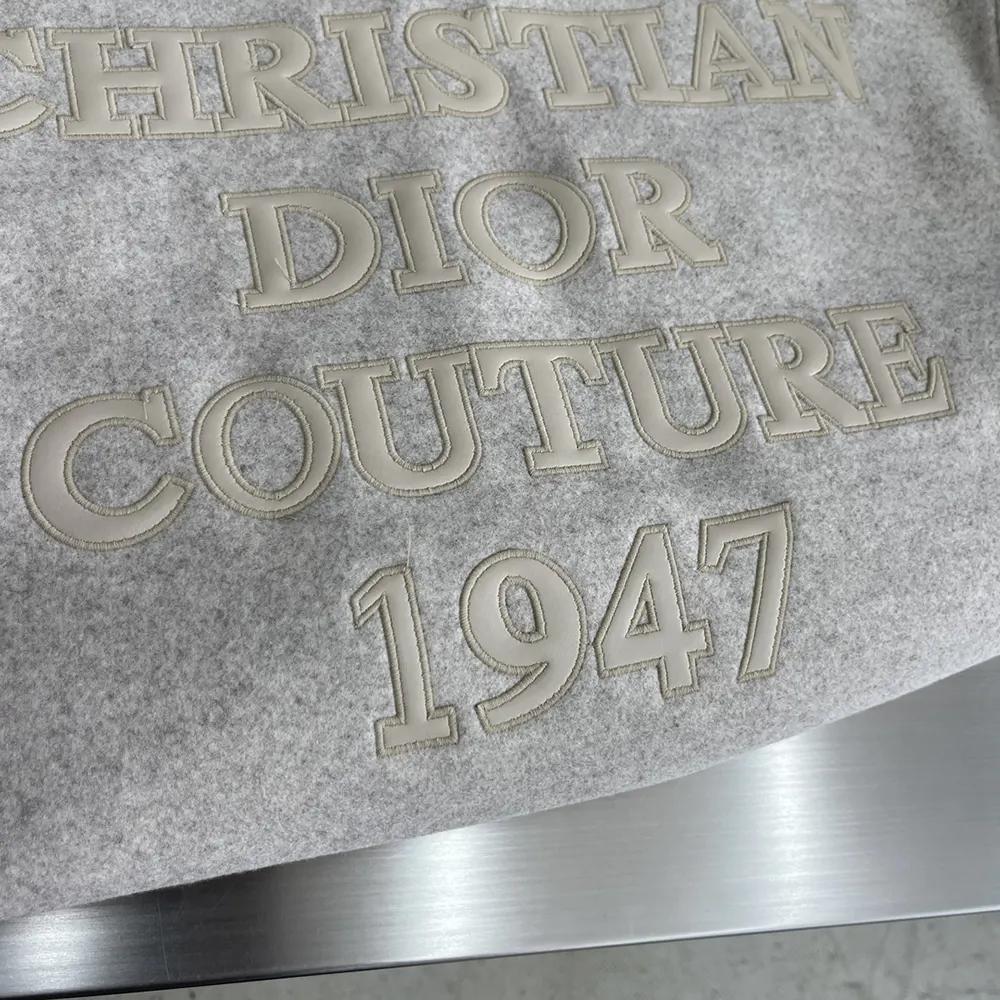 CHRISTIAN
DIOR
COUTURE
1947